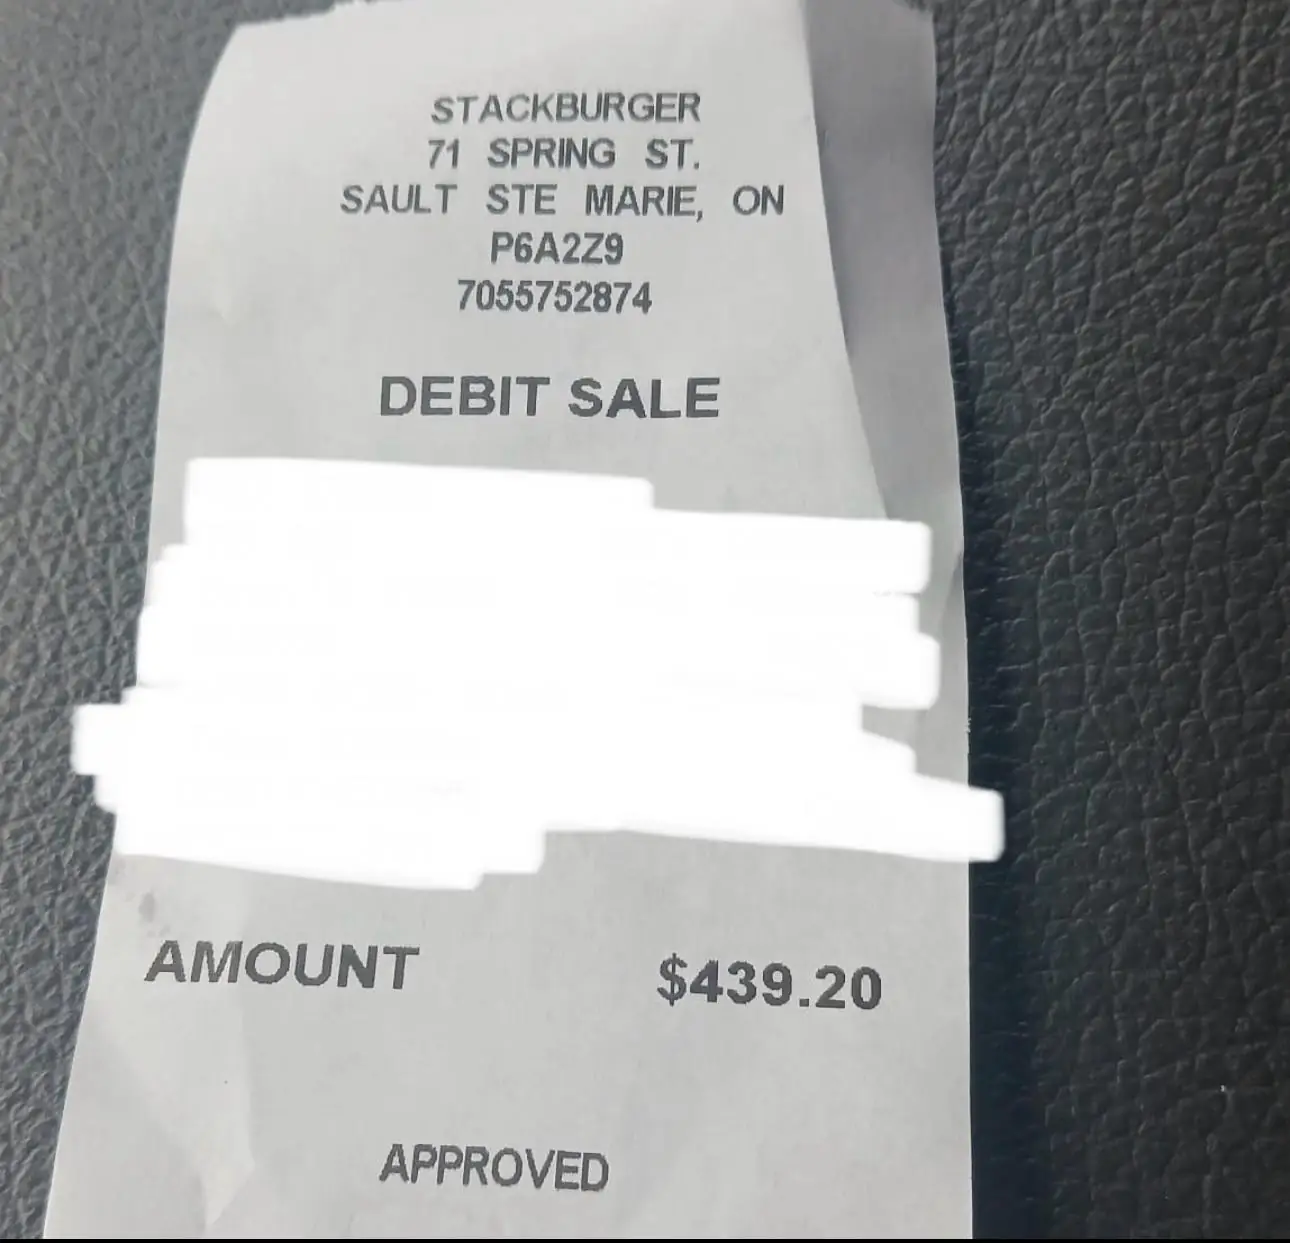 STACKBURGER
71 SPRING ST.
SAULT STE MARIE, ON
P6A2Z9
7055752874
DEBIT SALE
AMOUNT $439.20
APPROVED